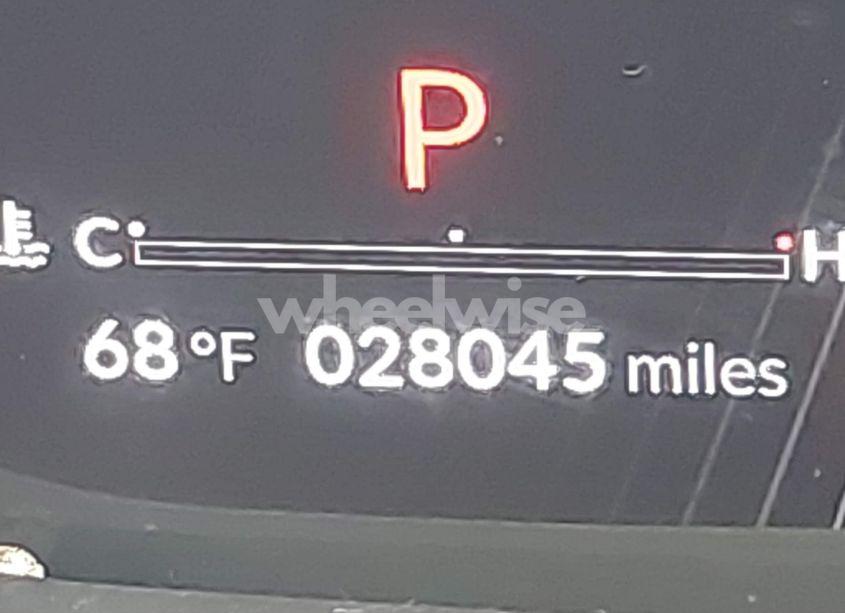 P
C H
wheelwise
68 °F 028045 miles